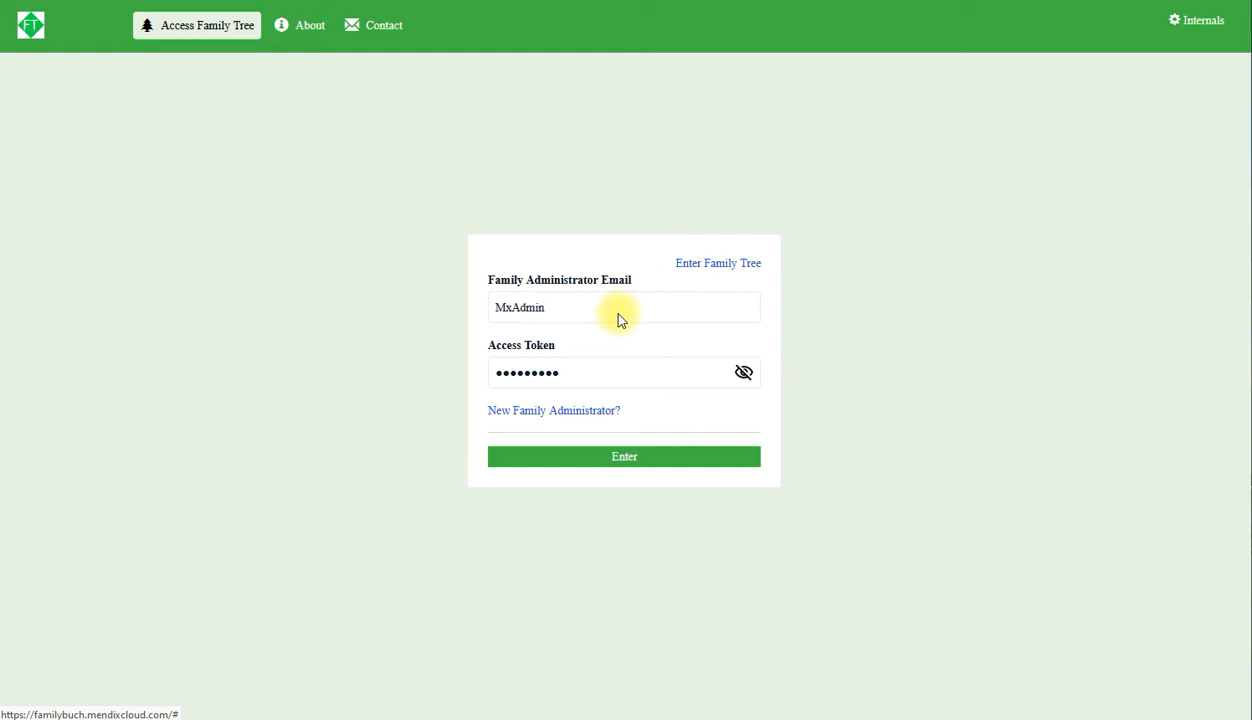 FT
Access Family Tree
About
Contact
Internals
Enter Family Tree
Family Administrator Email
MxAdmin
Access Token
•••••••••
New Family Administrator?
Enter
https://familybuch.mendixcloud.com/#